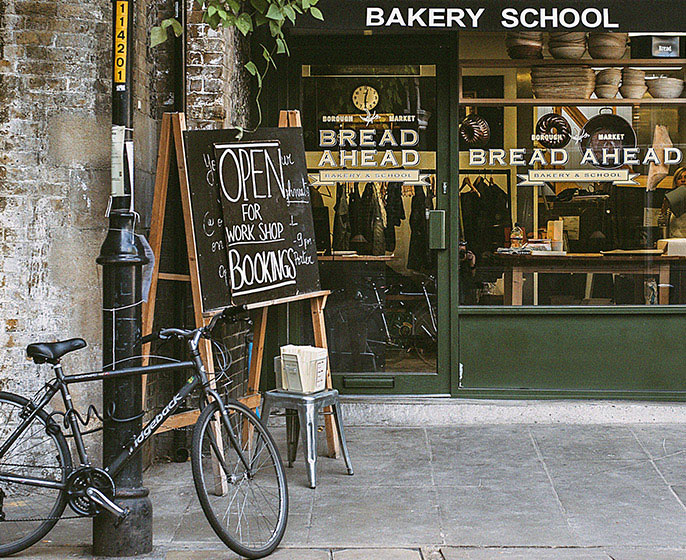 BAKERY SCHOOL
114201
BOROUGH MARKET
BREAD
AHEAD
BAKERY & SCHOOL
BOROUGH MARKET
BREAD AHEAD
BAKERY & SCHOOL
OPEN
FOR
WORK SHOP
BOOKINGS
ridgeback